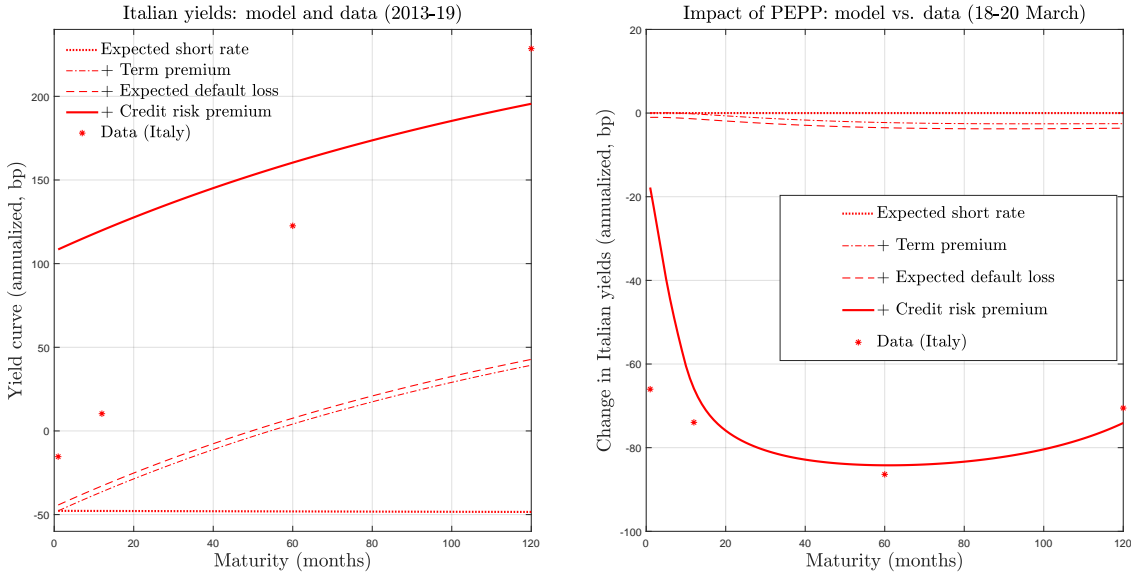 Italian yields: model and data (2013-19)
Expected short rate
+ Term premium
+ Expected default loss
+ Credit risk premium
Data (Italy)
Yield curve (annualized, bp)
200
150
100
50
0
-50
0
20
40
60
80
100
120
Maturity (months)
Impact of PEPP: model vs. data (18-20 March)
Change in Italian yields (annualized, bp)
20
0
-20
-40
-60
-80
-100
Expected short rate
+ Term premium
+ Expected default loss
+ Credit risk premium
Data (Italy)
0
20
40
60
80
100
120
Maturity (months)